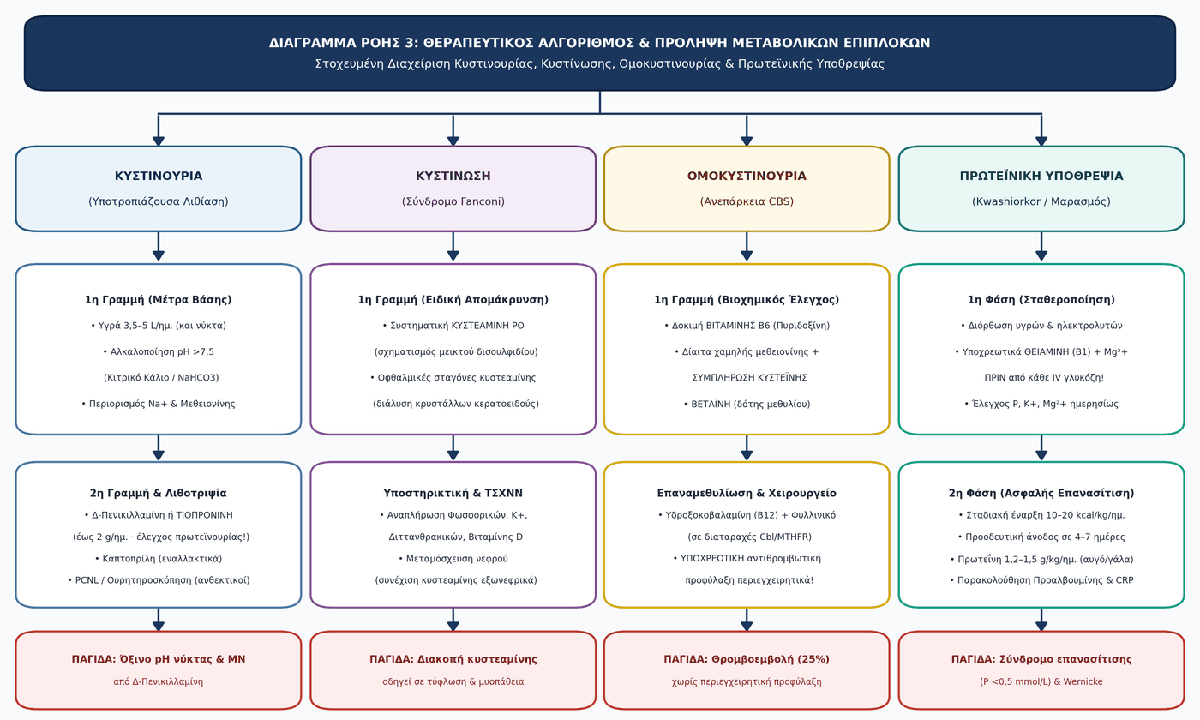 ΔΙΑΓΡΑΜΜΑ ΡΟΗΣ 3: ΘΕΡΑΠΕΥΤΙΚΟΣ ΑΛΓΟΡΙΘΜΟΣ & ΠΡΟΛΗΨΗ ΜΕΤΑΒΟΛΙΚΩΝ ΕΠΙΠΛΟΚΩΝ
Στοχευμένη Διαχείριση Κυστινουρίας, Κυστίνωσης, Ομοκυστινουρίας & Πρωτεϊνικής Υποθρεψίας
ΚΥΣΤΙΝΟΥΡΙΑ
(Υποτροπιάζουσα Λιθίαση)
1η Γραμμή (Μέτρα Βάσης)
• Υγρά 3,5–5 L/ημ. (και νύκτα)
• Αλκαλοποίηση pH >7,5
(Κιτρικό Κάλιο / NaHCO3)
• Περιορισμός Na+ & Μεθειονίνης
2η Γραμμή & Λιθοτριψία
• Δ-Πενικιλλαμίνη ή ΤΙΟΠΡΟΝΙΝΗ
(έως 2 g/ημ. · έλεγχος πρωτεϊνουρίας!)
• Καπτοπρίλη (εναλλακτικά)
• PCNL / Ουρητηροσκόπηση (ανθεκτικοί)
ΠΑΓΙΔΑ: Όξινο pH νύκτας & MN
από Δ-Πενικιλλαμίνη
ΚΥΣΤΙΝΩΣΗ
(Σύνδρομο Fanconi)
1η Γραμμή (Ειδική Απομάκρυνση)
• Συστηματική ΚΥΣΤΕΑΜΙΝΗ PO
(σχηματισμός μεικτού δισουλφιδίου)
• Οφθαλμικές σταγόνες κυστεαμίνης
(διάλυση κρυστάλλων κερατοειδούς)
Υποστηρικτική & ΤΣΧΝΝ
• Αναπλήρωση Φωσφορικών, K+,
Διττανθρακικών, Βιταμίνης D
• Μεταμόσχευση νεφρού
(συνέχιση κυστεαμίνης εξωνεφρικά)
ΠΑΓΙΔΑ: Διακοπή κυστεαμίνης
οδηγεί σε τύφλωση & μυοπάθεια
ΟΜΟΚΥΣΤΙΝΟΥΡΙΑ
(Ανεπάρκεια CBS)
1η Γραμμή (Βιοχημικός Έλεγχος)
• Δοκιμή ΒΙΤΑΜΙΝΗΣ Β6 (Πυριδοξίνη)
• Δίαιτα χαμηλής μεθειονίνης +
ΣΥΜΠΛΗΡΩΣΗ ΚΥΣΤΕΪΝΗΣ
• ΒΕΤΑΪΝΗ (δότης μεθυλίου)
Επαναμεθυλίωση & Χειρουργείο
• Υδροξοκοβαλαμίνη (B12) + Φυλλινικό
(σε διαταραχές Cbl/MTHFR)
• ΥΠΟΧΡΕΩΤΙΚΗ αντιθρομβωτική
προφύλαξη περιεγχειρητικά!
ΠΑΓΙΔΑ: Θρομβοεμβολή (25%)
χωρίς περιεγχειρητική προφύλαξη
ΠΡΩΤΕΪΝΙΚΗ ΥΠΟΘΡΕΨΙΑ
(Kwashiorkor / Μαρασμός)
1η Φάση (Σταθεροποίηση)
• Διόρθωση υγρών & ηλεκτρολυτών
• Υποχρεωτικά ΘΕΙΑΜΙΝΗ (B1) + Mg²+
ΠΡΙΝ από κάθε IV γλυκόζη!
• Έλεγχος P, K+, Mg²+ ημερησίως
2η Φάση (Ασφαλής Επανασίτιση)
• Σταδιακή έναρξη 10–20 kcal/kg/ημ.
• Προοδευτική άνοδος σε 4–7 ημέρες
• Πρωτεΐνη 1,2–1,5 g/kg/ημ. (αυγό/γάλα)
• Παρακολούθηση Προαλβουμίνης & CRP
ΠΑΓΙΔΑ: Σύνδρομο επανασίτισης
(P <0,5 mmol/L) & Wernicke